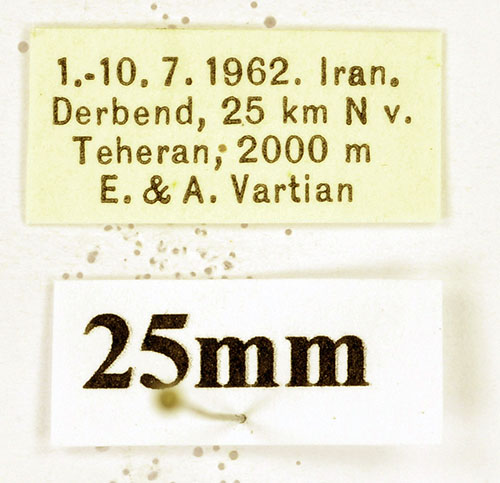 1.-10. 7. 1962. Iran.
Derbend, 25 km N v.
Teheran, 2000 m
E. & A. Vartian
25mm